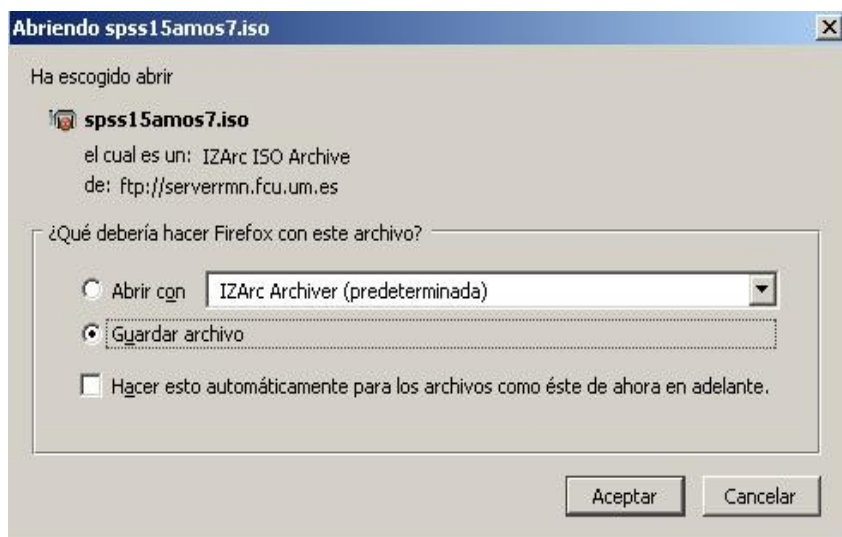 Abriendo spss15amos7.iso
Ha escogido abrir
spss15amos7.iso
el cual es un: IZArc ISO Archive
de: ftp://serverrmn.fcu.um.es
¿Qué debería hacer Firefox con este archivo?
Abrir con IZArc Archiver (predeterminada)
Guardar archivo
Hacer esto automáticamente para los archivos como éste de ahora en adelante.
Aceptar Cancelar